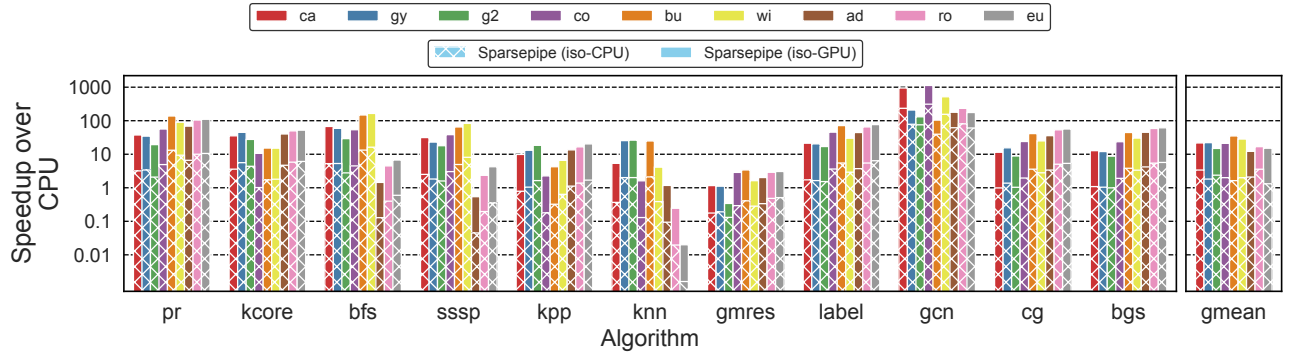 ca gy g2 co bu wi ad ro eu
Sparsepipe (iso-CPU) Sparsepipe (iso-GPU)
Speedup over
CPU
1000
100
10
1
0.1
0.01
pr kcore bfs sssp kpp knn gmres label gcn cg bgs gmean
Algorithm